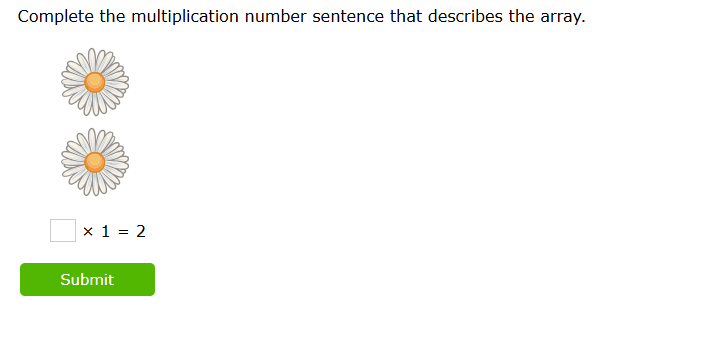 Complete the multiplication number sentence that describes the array.
× 1 = 2
Submit